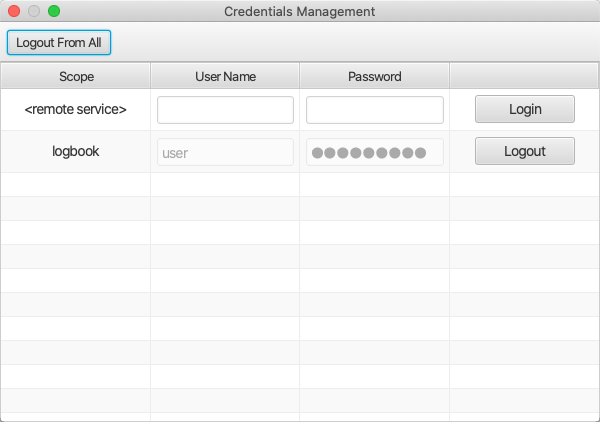 Credentials Management
Logout From All
Scope User Name Password
<remote service> Login
logbook user ●●●●●●●●● Logout